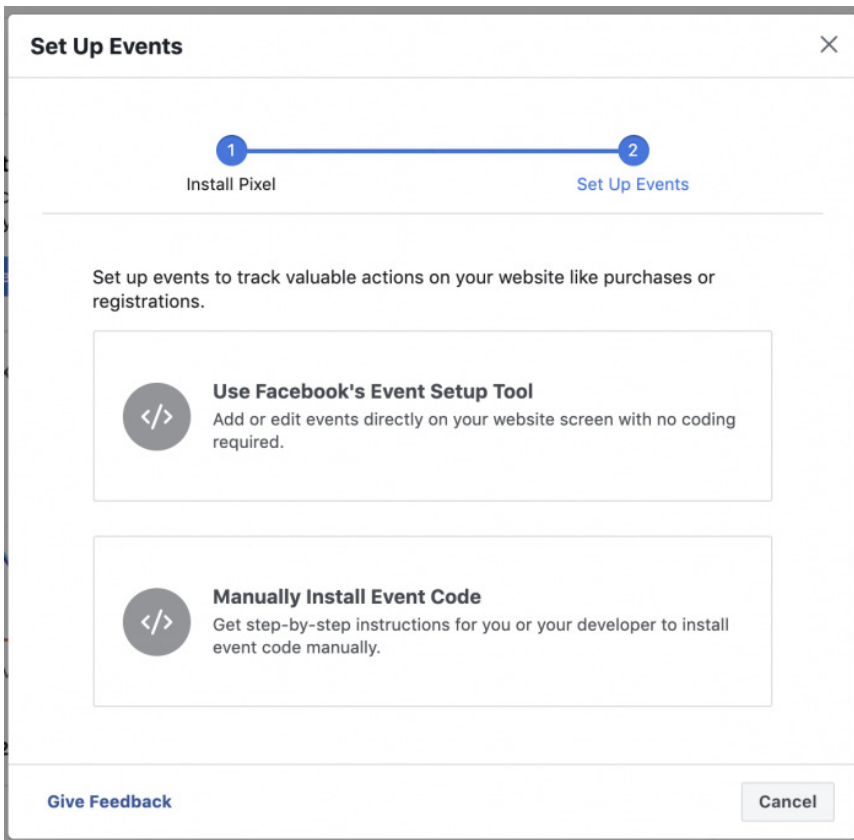 Set Up Events
1
2
Install Pixel
Set Up Events
Set up events to track valuable actions on your website like purchases or
registrations.
</>
Use Facebook's Event Setup Tool
Add or edit events directly on your website screen with no coding
required.
</>
Manually Install Event Code
Get step-by-step instructions for you or your developer to install
event code manually.
Give Feedback
Cancel